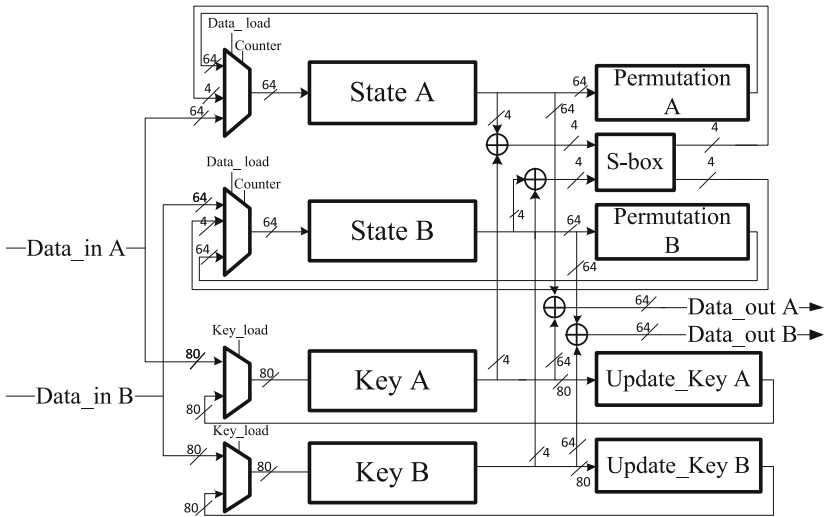 Data_load
Counter
64
4
64
64
State A
64
4
64
Permutation
A
4
S-box
4
4
4
Data_load
Counter
64
4
64
64
State B
4
64
64
Permutation
B
Data_in A
64
Data_out A
64
Data_out B
Key_load
80
80
80
Key A
4
64
80
Update_Key A
Data_in B
Key_load
80
80
80
Key B
4
64
80
Update_Key B